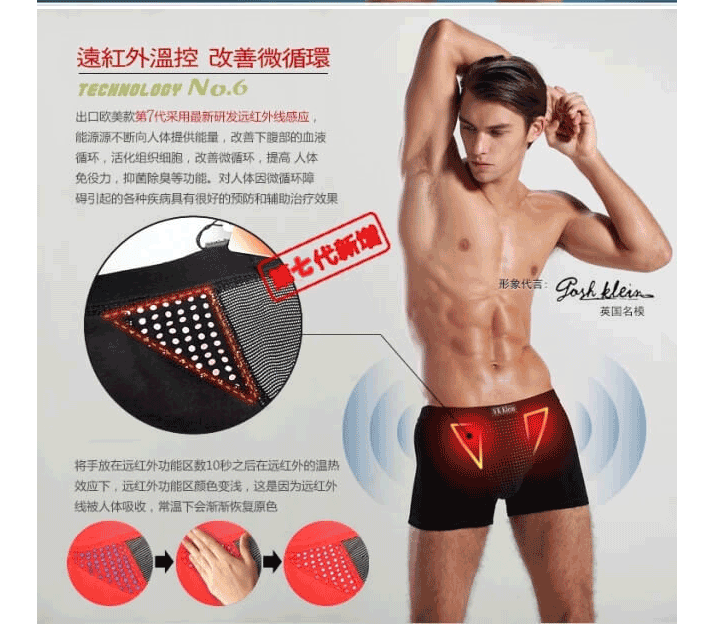 遠紅外溫控 改善微循環
TECHNOLOGY No.6
出口欧美款第7代采用最新研发远红外线感应，
能源源不断向人体提供能量，改善下腹部的血液
循环，活化组织细胞，改善微循环，提高 人体
免役力，抑菌除臭等功能。对人体因微循环障
碍引起的各种疾病具有很好的预防和辅助治疗效果
第七代新增
形象代言：Gosh klein
英国名模
将手放在远红外功能区数10秒之后在远红外的温热
效应下，远红外功能区颜色变浅，这是因为远红外
线被人体吸收，常温下会渐渐恢复原色